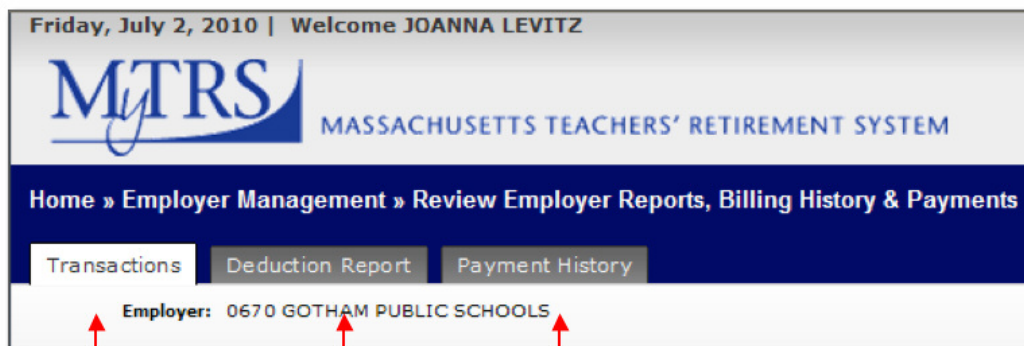 Friday, July 2, 2010 | Welcome JOANNA LEVITZ
MyTRS
MASSACHUSETTS TEACHERS' RETIREMENT SYSTEM
Home » Employer Management » Review Employer Reports, Billing History & Payments
Transactions Deduction Report Payment History
Employer: 0670 GOTHAM PUBLIC SCHOOLS